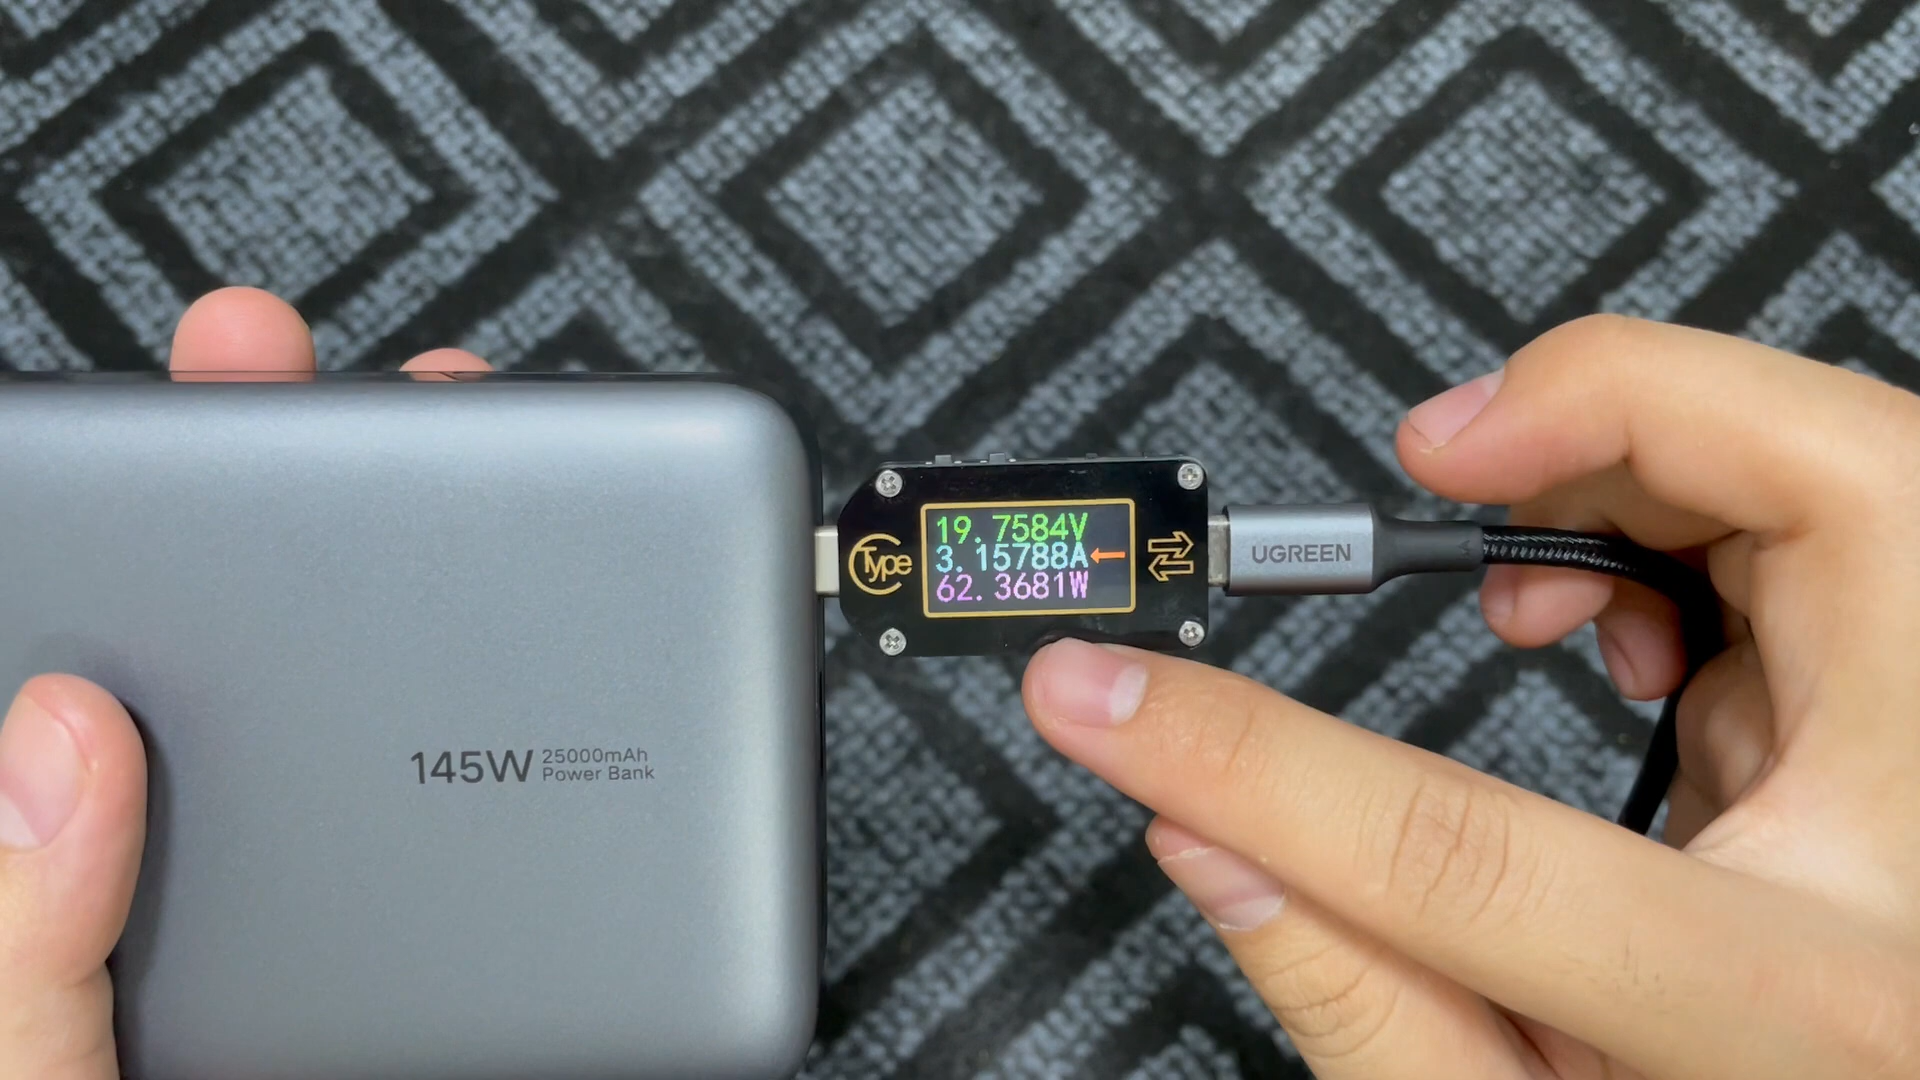 19.7584V
3.15788A
62.3681W
Type C
UGREEN
145W 25000mAh
Power Bank